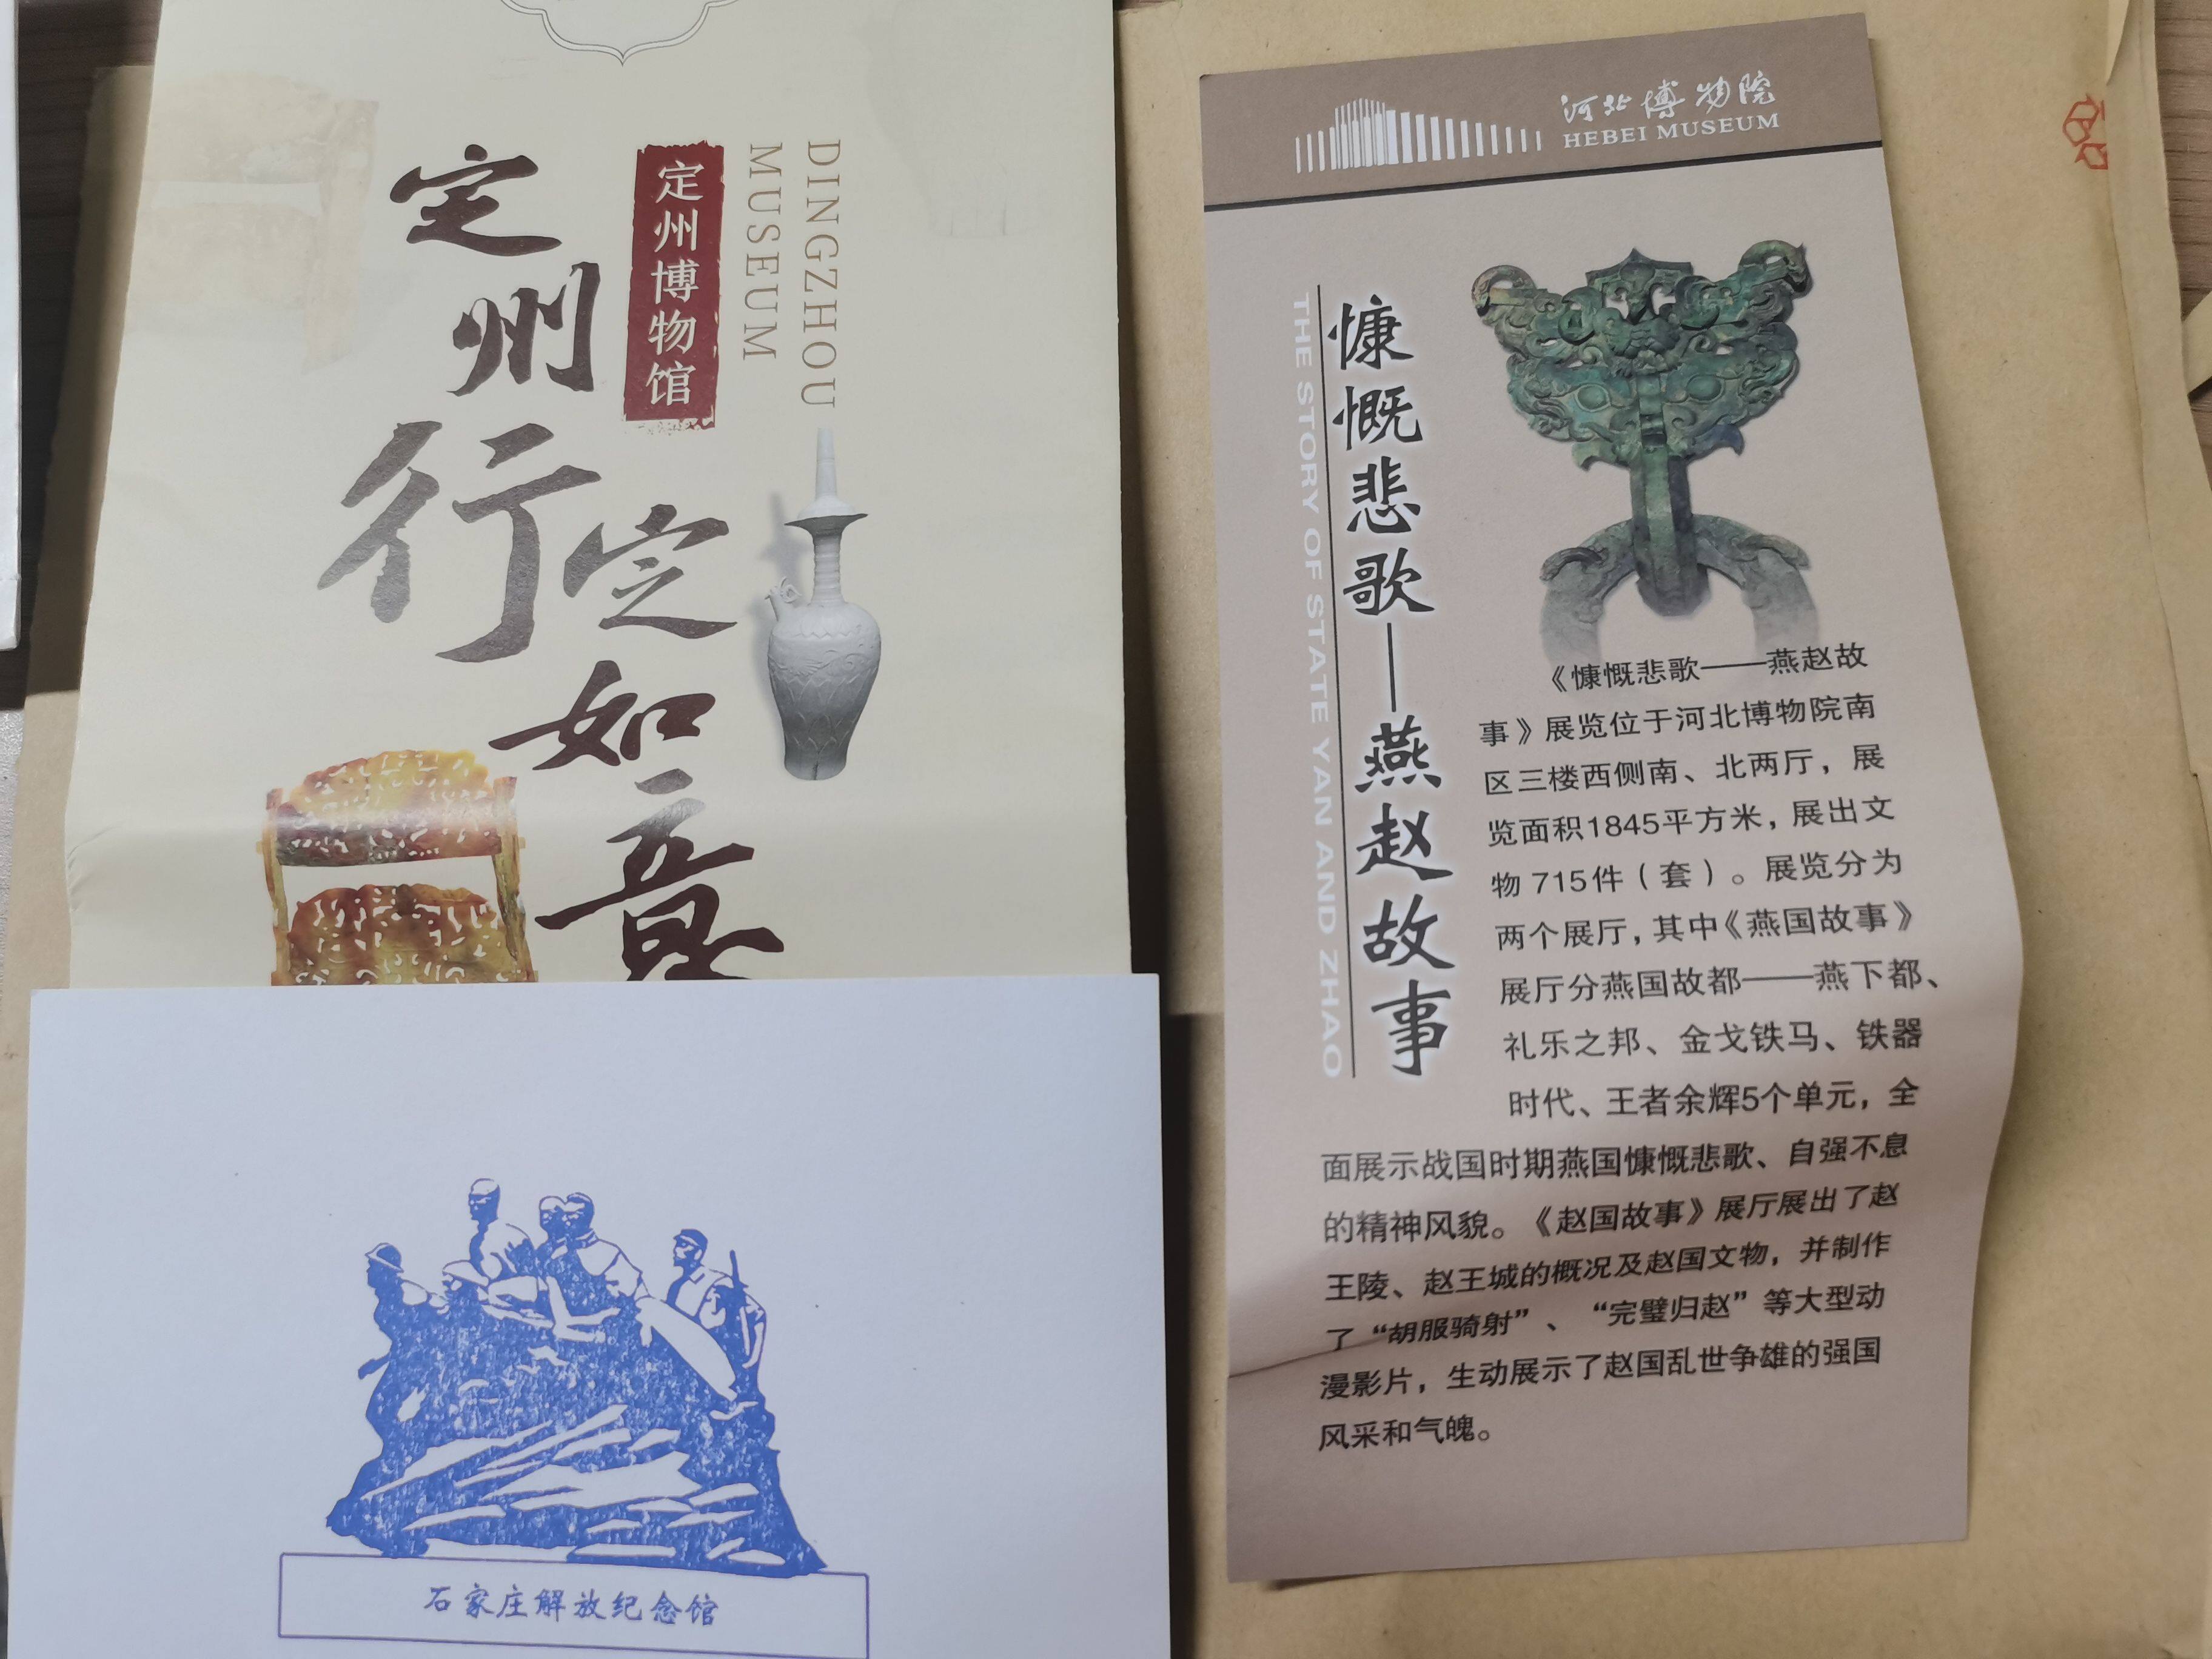 定州行
定如意
定州博物馆
DINGZHOU
MUSEUM
石家庄解放纪念馆
河北博物院
HEBEI MUSEUM
慷慨悲歌——燕赵故事
THE STORY OF STATE YAN AND ZHAO
《慷慨悲歌——燕赵故
事》展览位于河北博物院南
区三楼西侧南、北两厅，展
览面积1845平方米，展出文
物 715件（套）。展览分为
两个展厅，其中《燕国故事》
展厅分燕国故都——燕下都、
礼乐之邦、金戈铁马、铁器
时代、王者余辉5个单元，全
面展示战国时期燕国慷慨悲歌、自强不息
的精神风貌。《赵国故事》展厅展出了赵
王陵、赵王城的概况及赵国文物，并制作
了“胡服骑射”、“完璧归赵”等大型动
漫影片，生动展示了赵国乱世争雄的强国
风采和气魄。